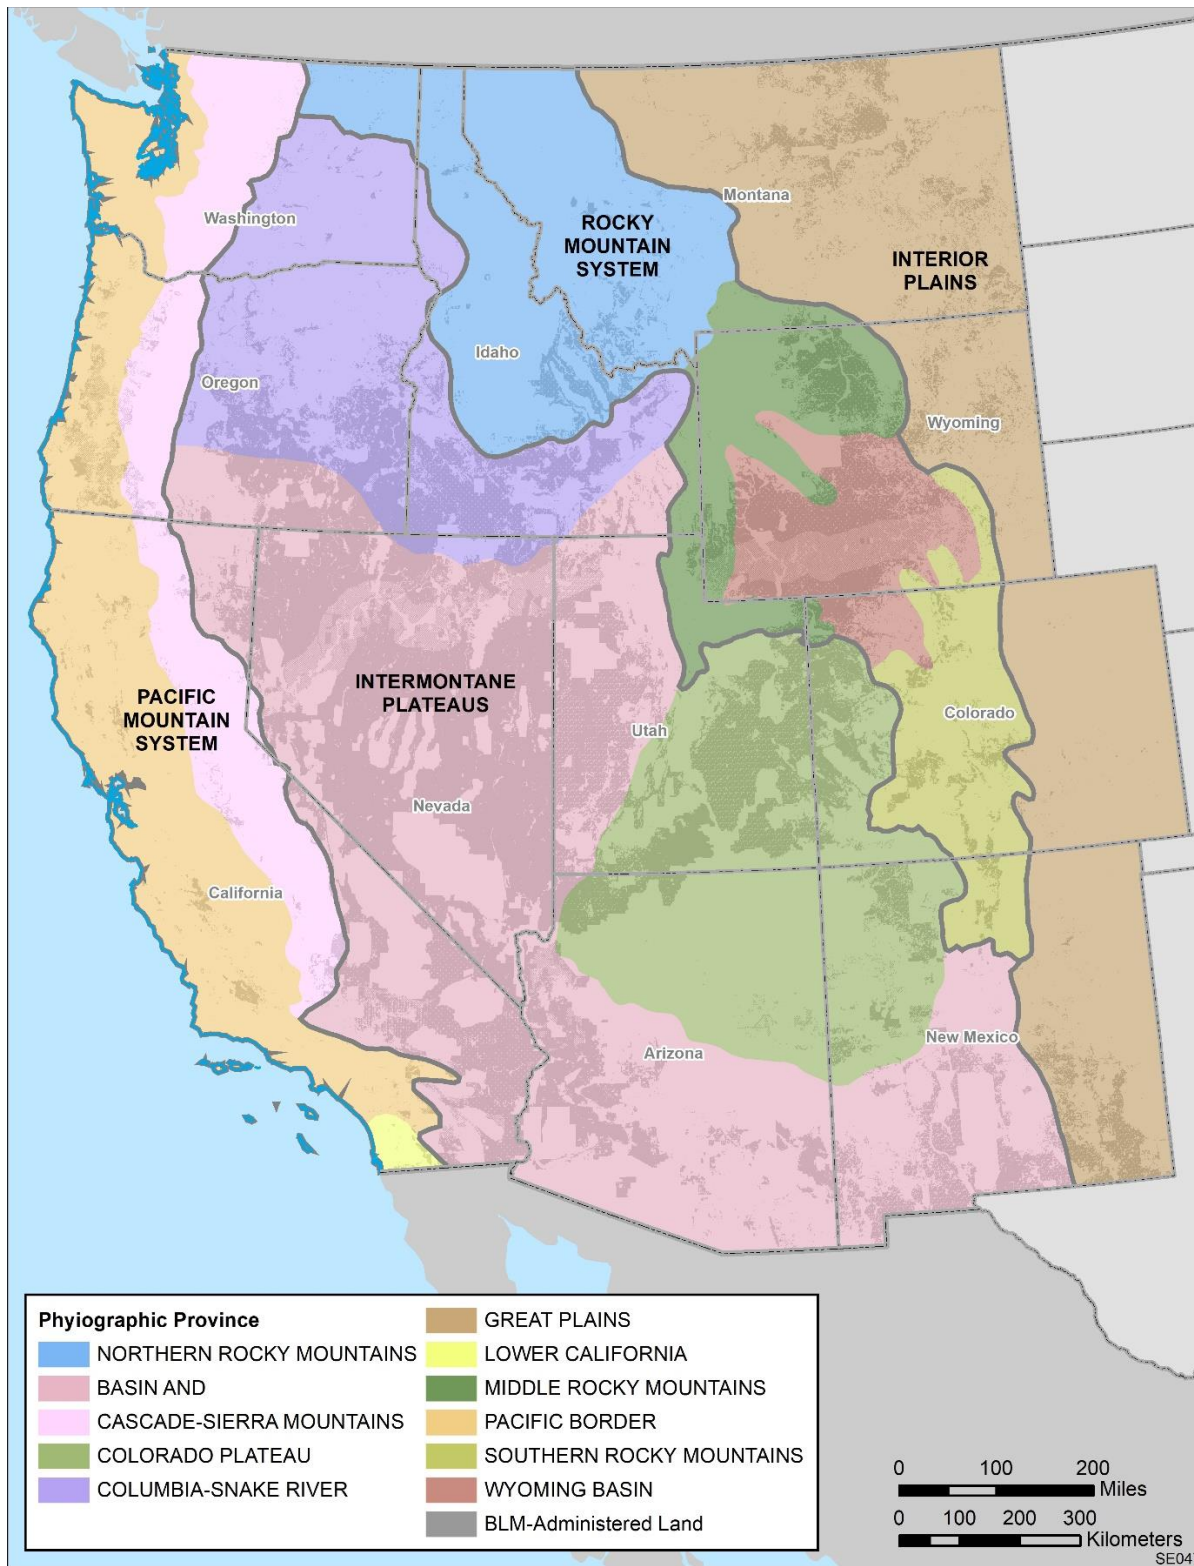 Montana
ROCKY
MOUNTAIN
SYSTEM
Washington
INTERIOR
PLAINS
Idaho
Oregon
Wyoming
PACIFIC
MOUNTAIN
SYSTEM
INTERMONTANE
PLATEAUS
Utah
Colorado
Nevada
California
Arizona
New Mexico
Phyiographic Province
NORTHERN ROCKY MOUNTAINS
BASIN AND
CASCADE-SIERRA MOUNTAINS
COLORADO PLATEAU
COLUMBIA-SNAKE RIVER
GREAT PLAINS
LOWER CALIFORNIA
MIDDLE ROCKY MOUNTAINS
PACIFIC BORDER
SOUTHERN ROCKY MOUNTAINS
WYOMING BASIN
BLM-Administered Land
0 100 200
Miles
0 100 200 300
Kilometers
SE04